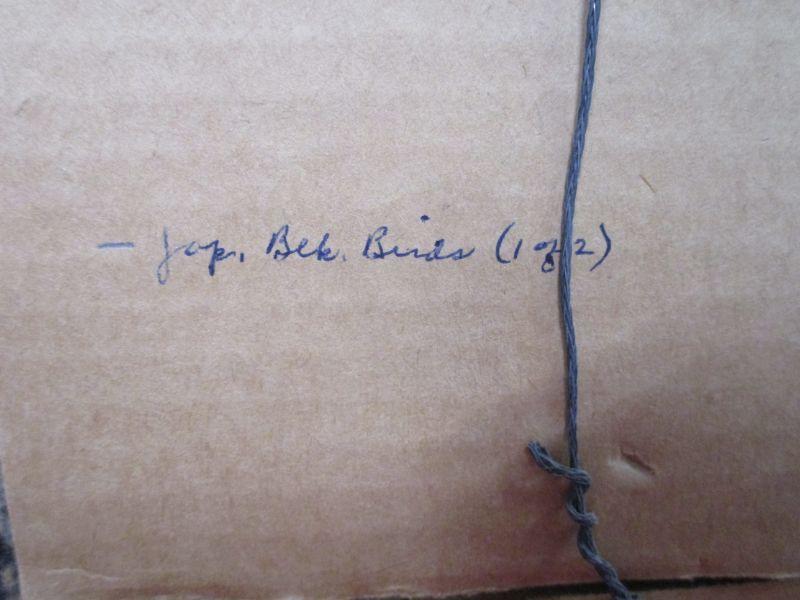 - Jap. Blk. Birds (1 of 2)